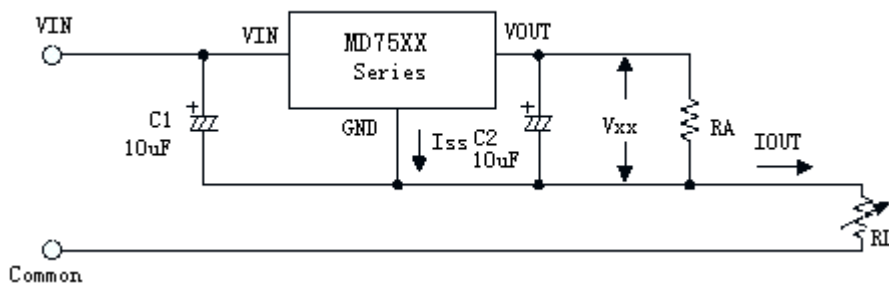 VIN
VIN
MD75XX
Series
VOUT
C1
10uF
GND
Iss
C2
10uF
Vxx
RA
IOUT
RL
Common